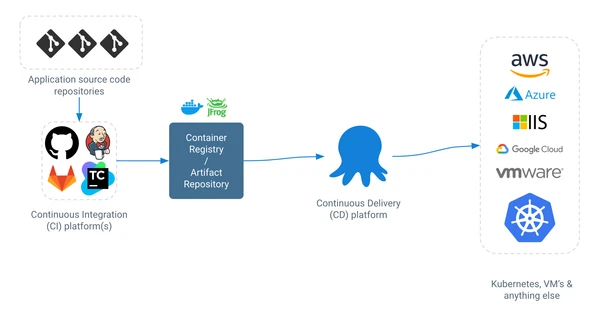 Application source code
repositories
TC
Continuous Integration
(CI) platform(s)
JFrog
Container
Registry
/
Artifact
Repository
Continuous Delivery
(CD) platform
aws
Azure
IIS
Google Cloud
vmware
Kubernetes, VM's &
anything else